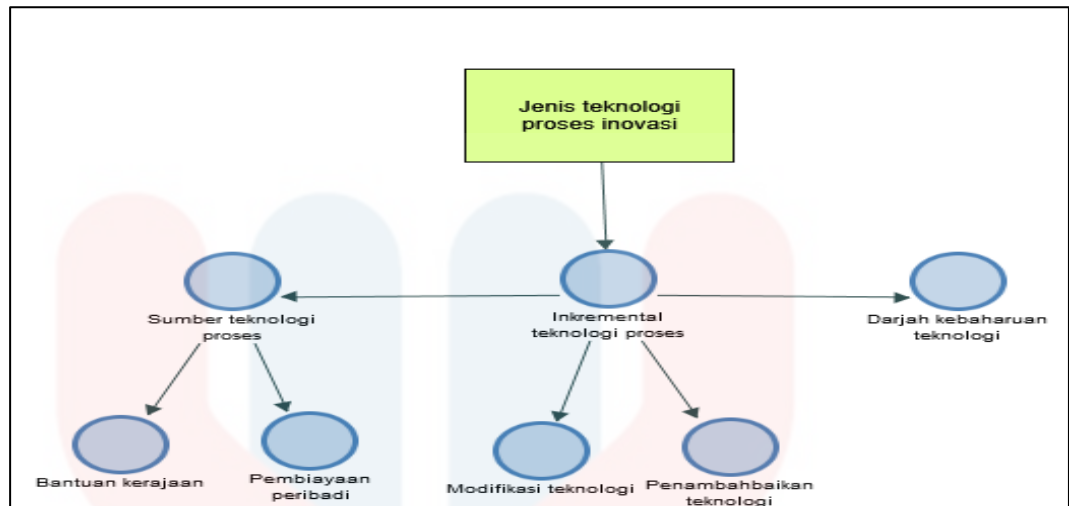 Jenis teknologi
proses inovasi
Sumber teknologi
proses
Inkremental
teknologi proses
Darjah kebaharuan
teknologi
Bantuan kerajaan
Pembiayaan
peribadi
Modifikasi teknologi
Penambahbaikan
teknologi